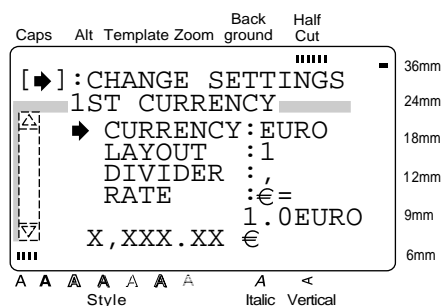 Caps Alt Template Zoom Back ground Half Cut
[➡]:CHANGE SETTINGS
1ST CURRENCY
➡ CURRENCY:EURO
LAYOUT :1
DIVIDER :,
RATE :€=
1.0EURO
X,XXX.XX €
36mm
24mm
18mm
12mm
9mm
6mm
A A A A A A A A <
Style Italic Vertical